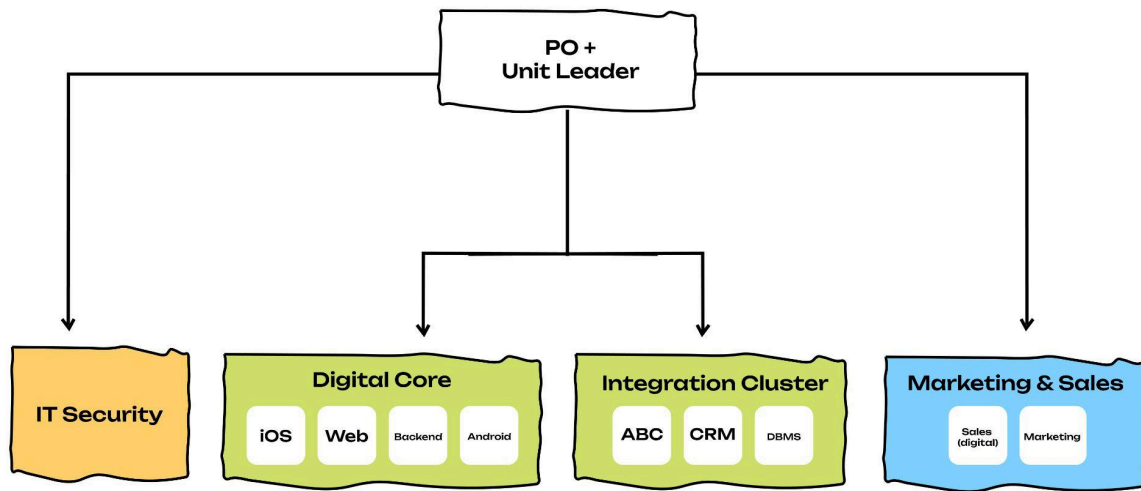 PO +
Unit Leader
IT Security
Digital Core
iOS
Web
Backend
Android
Integration Cluster
ABC
CRM
DBMS
Marketing & Sales
Sales
(digital)
Marketing